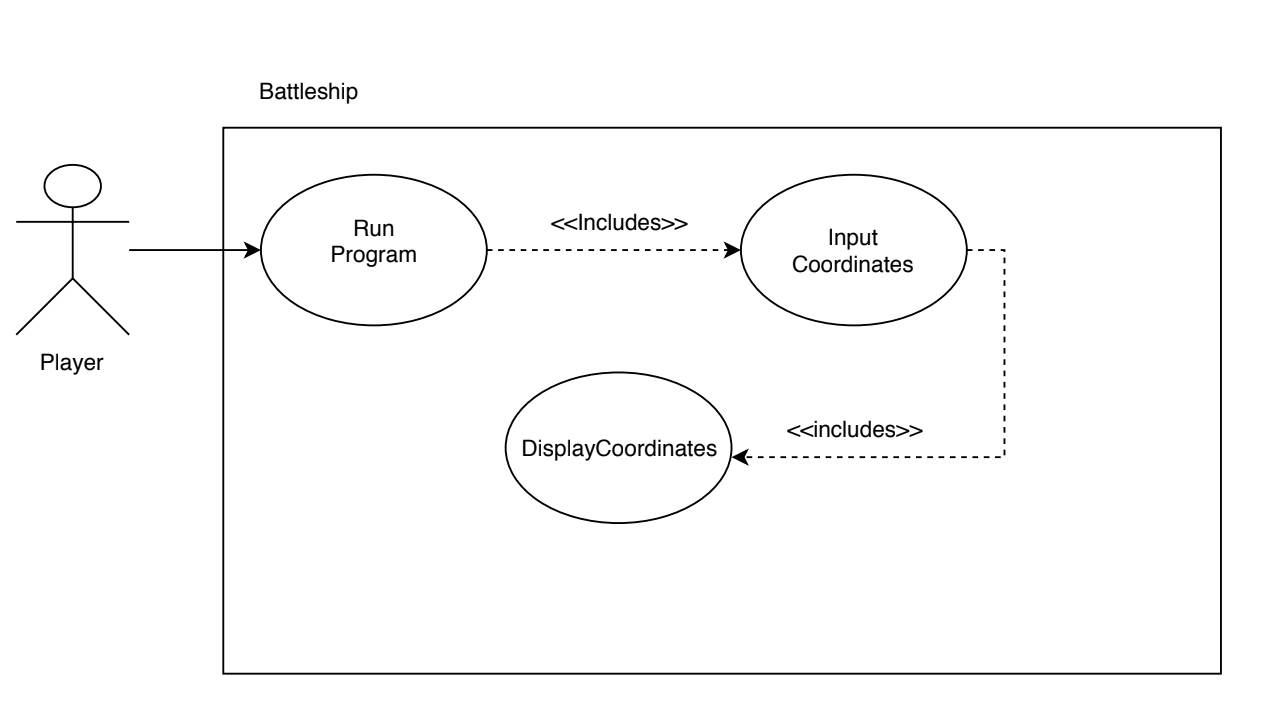 Battleship
Run
Program
<<Includes>>
Input
Coordinates
Player
DisplayCoordinates
<<includes>>